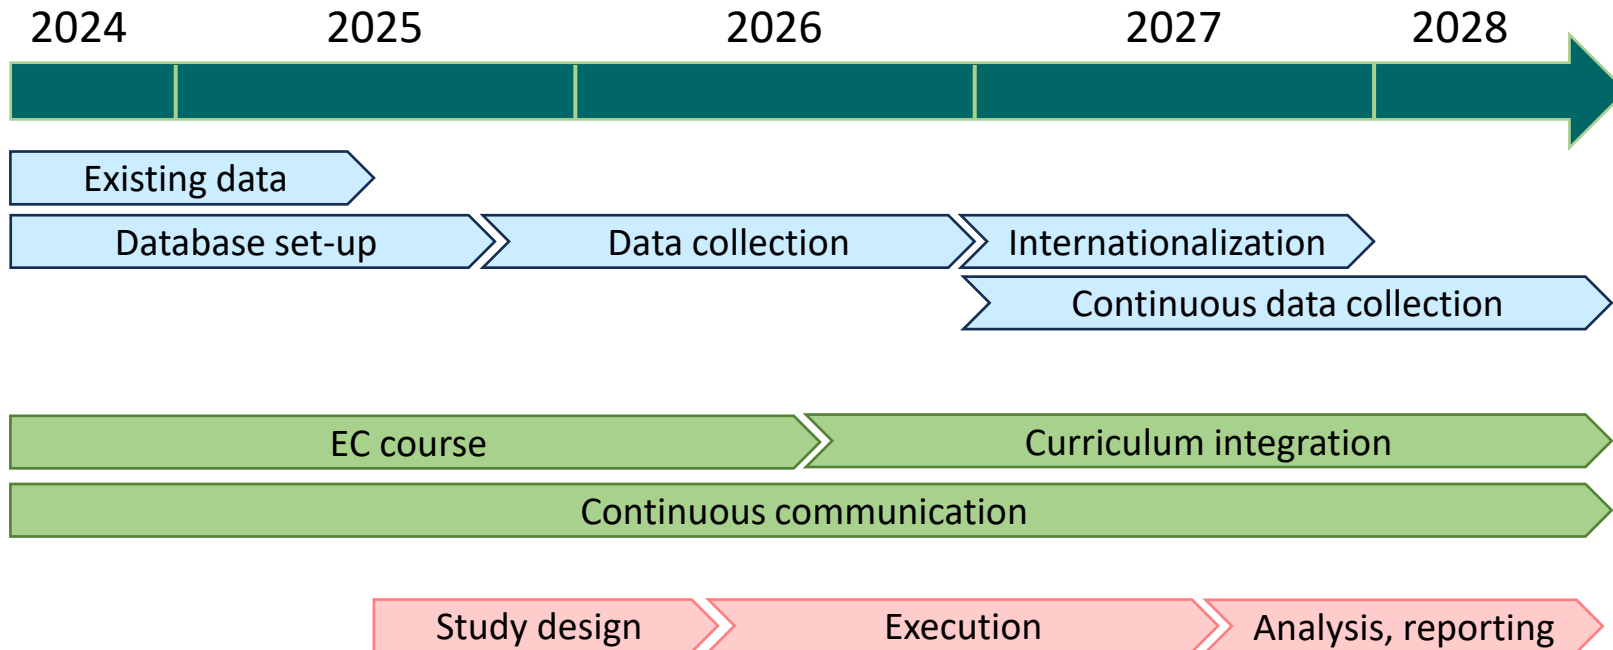 2024 2025 2026 2027 2028
Existing data
Database set-up Data collection Internationalization
Continuous data collection
EC course Curriculum integration
Continuous communication
Study design Execution Analysis, reporting